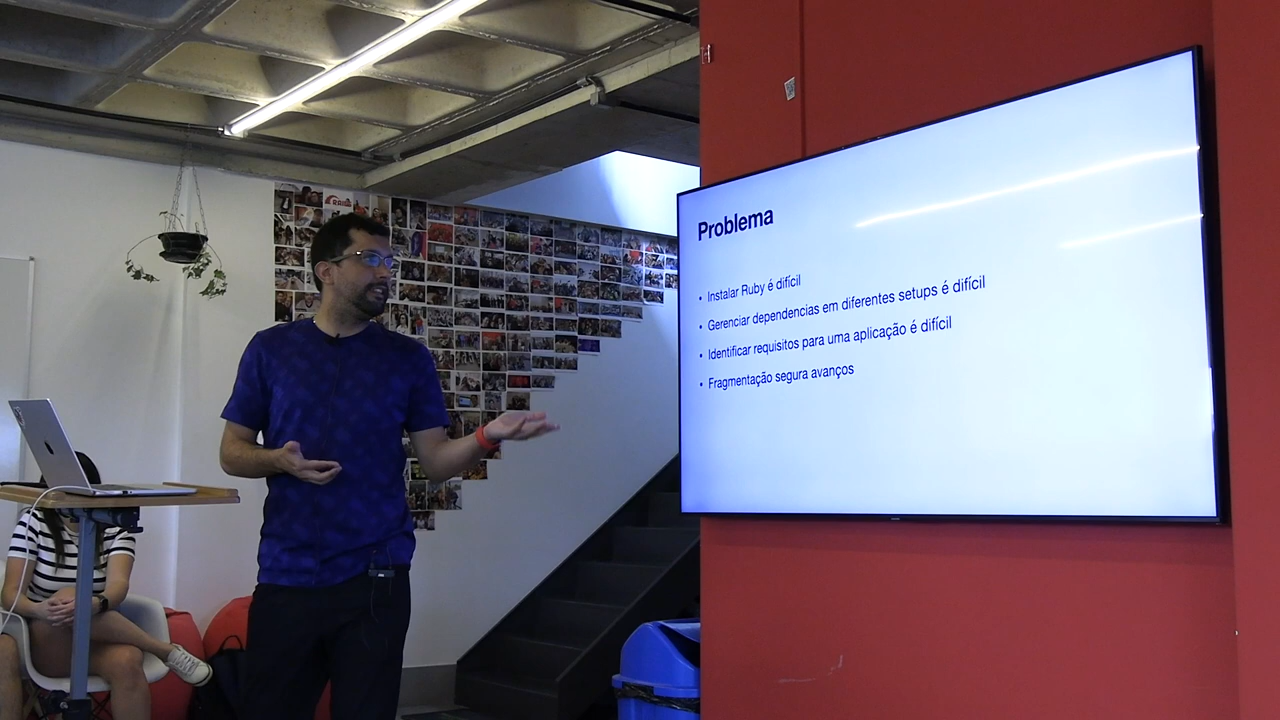 Problema
• Instalar Ruby é difícil
• Gerenciar dependencias em diferentes setups é difícil
• Identificar requisitos para uma aplicação é difícil
• Fragmentação segura avanços